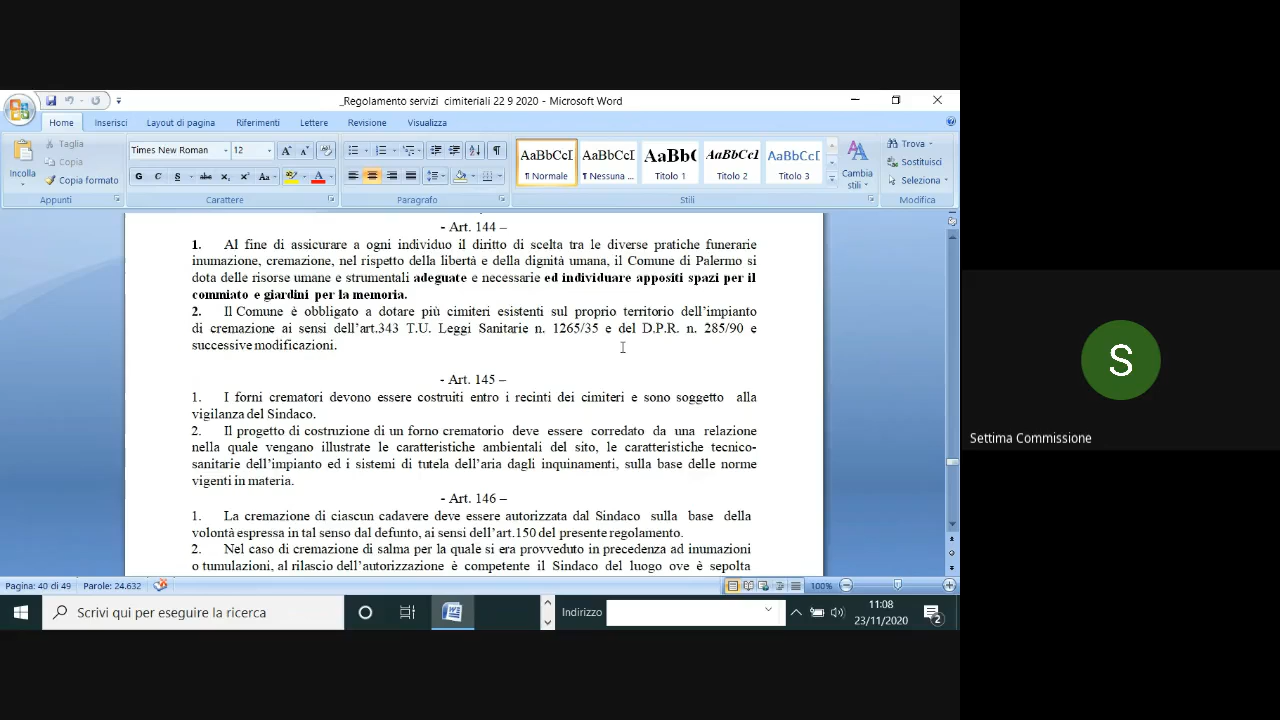 _Regolamento servizi cimiteriali 22 9 2020 - Microsoft Word
Home Inserisci Layout di pagina Riferimenti Lettere Revisione Visualizza
Incolla
Taglia
Copia
Copia formato
Appunti
Times New Roman 12
G C S abc x₂ x² Aa
Carattere
Paragrafo
AaBbCcI AaBbCcI AaBb( AaBbCcI AaBbCcI
¶ Normale ¶ Nessuna ... Titolo 1 Titolo 2 Titolo 3
Cambia stili
Stili
Trova
Sostituisci
Seleziona
Modifica
- Art. 144 –
1. Al fine di assicurare a ogni individuo il diritto di scelta tra le diverse pratiche funerarie
inumazione, cremazione, nel rispetto della libertà e della dignità umana, il Comune di Palermo si
dota delle risorse umane e strumentali adeguate e necessarie ed individuare appositi spazi per il
commiato e giardini per la memoria.
2. Il Comune è obbligato a dotare più cimiteri esistenti sul proprio territorio dell’impianto
di cremazione ai sensi dell’art.343 T.U. Leggi Sanitarie n. 1265/35 e del D.P.R. n. 285/90 e
successive modificazioni.
- Art. 145 –
1. I forni crematori devono essere costruiti entro i recinti dei cimiteri e sono soggetto alla
vigilanza del Sindaco.
2. Il progetto di costruzione di un forno crematorio deve essere corredato da una relazione
nella quale vengano illustrate le caratteristiche ambientali del sito, le caratteristiche tecnico-
sanitarie dell’impianto ed i sistemi di tutela dell’aria dagli inquinamenti, sulla base delle norme
vigenti in materia.
- Art. 146 –
1. La cremazione di ciascun cadavere deve essere autorizzata dal Sindaco sulla base della
volontà espressa in tal senso dal defunto, ai sensi dell’art.150 del presente regolamento.
2. Nel caso di cremazione di salma per la quale si era provveduto in precedenza ad inumazioni
o tumulazioni, al rilascio dell’autorizzazione è competente il Sindaco del luogo ove è sepolta
Pagina: 40 di 49 Parole: 24.632 100%
Scrivi qui per eseguire la ricerca
Indirizzo
11:08
23/11/2020
2
S
Settima Commissione